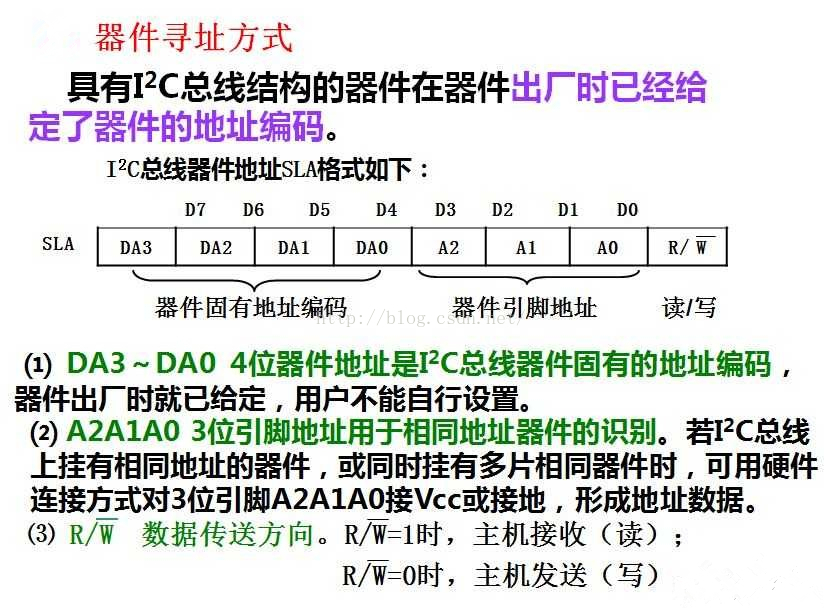 器件寻址方式
具有I²C总线结构的器件在器件出厂时已经给
定了器件的地址编码。
I²C总线器件地址SLA格式如下：
D7 D6 D5 D4 D3 D2 D1 D0
SLA DA3 DA2 DA1 DA0 A2 A1 A0 R/W̅
器件固有地址编码 器件引脚地址 读/写
http://blog.csdn.net/
⑴ DA3～DA0 4位器件地址是I²C总线器件固有的地址编码，
器件出厂时就已给定，用户不能自行设置。
⑵ A2A1A0 3位引脚地址用于相同地址器件的识别。若I²C总线
上挂有相同地址的器件，或同时挂有多片相同器件时，可用硬件
连接方式对3位引脚A2A1A0接Vcc或接地，形成地址数据。
⑶ R/W̅ 数据传送方向。R/W̅=1时，主机接收（读）；
R/W̅=0时，主机发送（写）